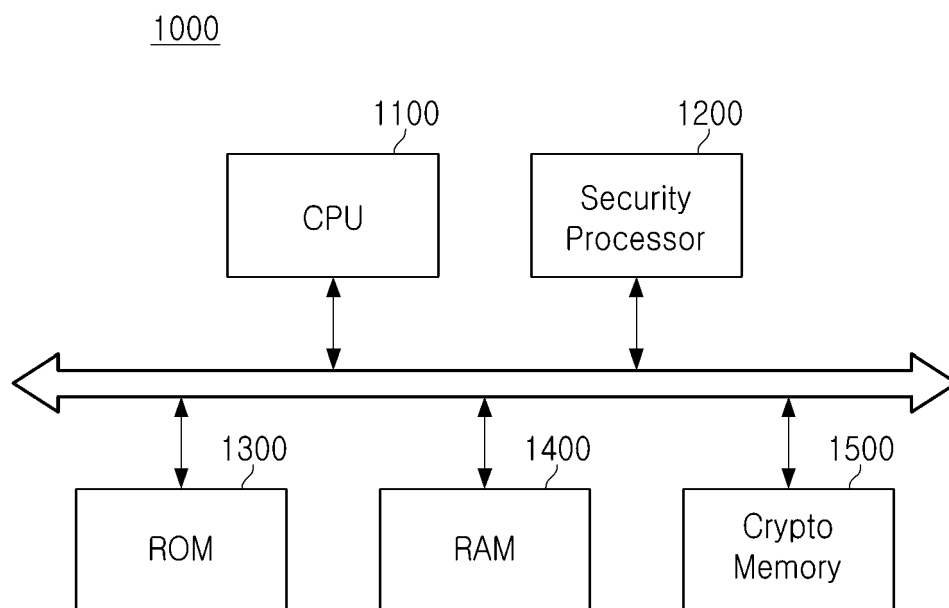 1000
1100
1200
CPU
Security
Processor
1300
1400
1500
ROM
RAM
Crypto
Memory